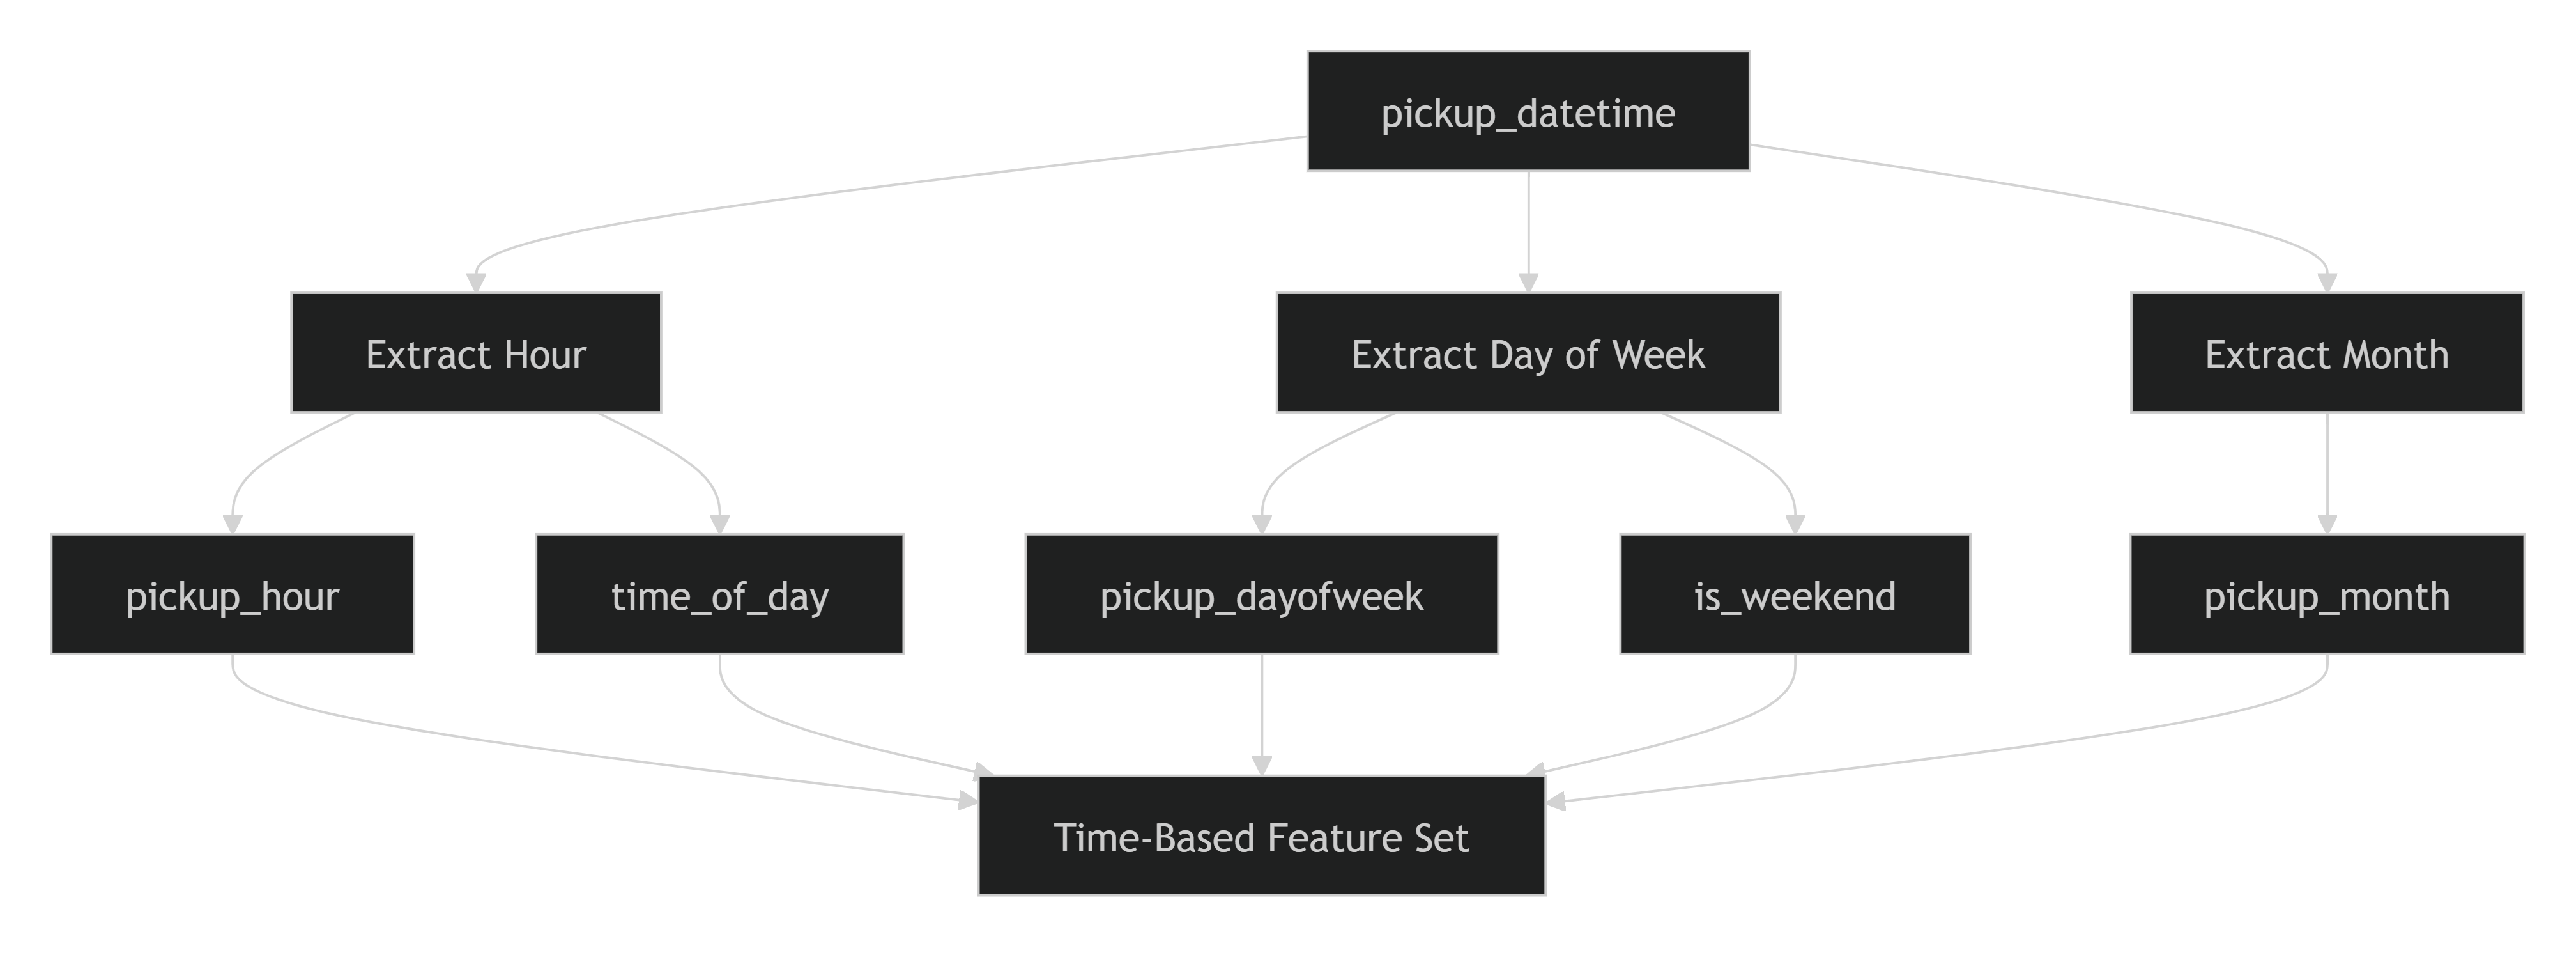 pickup_datetime
Extract Hour
Extract Day of Week
Extract Month
pickup_hour
time_of_day
pickup_dayofweek
is_weekend
pickup_month
Time-Based Feature Set